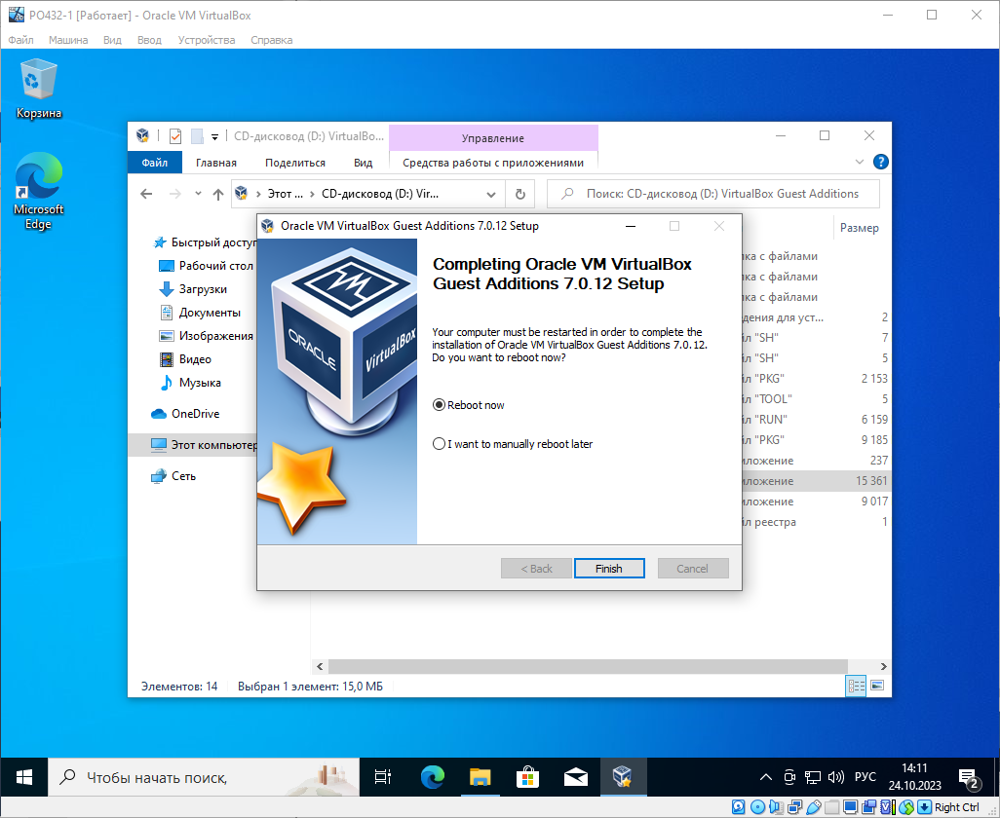 PO432-1 [Работает] - Oracle VM VirtualBox
Файл Машина Вид Ввод Устройства Справка
Корзина
Microsoft
Edge
CD-дисковод (D:) VirtualBo...
Управление
Файл Главная Поделиться Вид Средства работы с приложениями
Этот ... CD-дисковод (D:) Vir...
Поиск: CD-дисковод (D:) VirtualBox Guest Additions
Размер
Быстрый доступ
Рабочий стол
Загрузки
Документы
Изображения
Видео
Музыка
OneDrive
Этот компьютер
Сеть
Oracle VM VirtualBox Guest Additions 7.0.12 Setup
ORACLE
VirtualBox
Completing Oracle VM VirtualBox
Guest Additions 7.0.12 Setup
Your computer must be restarted in order to complete the
installation of Oracle VM VirtualBox Guest Additions 7.0.12.
Do you want to reboot now?
Reboot now
I want to manually reboot later
< Back Finish Cancel
ка с файлами
ка с файлами
ка с файлами
дения для уст... 2
йл "SH" 7
йл "SH" 5
йл "PKG" 2 153
йл "TOOL" 5
йл "RUN" 6 159
йл "PKG" 9 185
иложение 237
иложение 15 361
иложение 9 017
йл реестра 1
Элементов: 14 Выбран 1 элемент: 15,0 МБ
Чтобы начать поиск,
РУС
14:11
24.10.2023
2
Right Ctrl